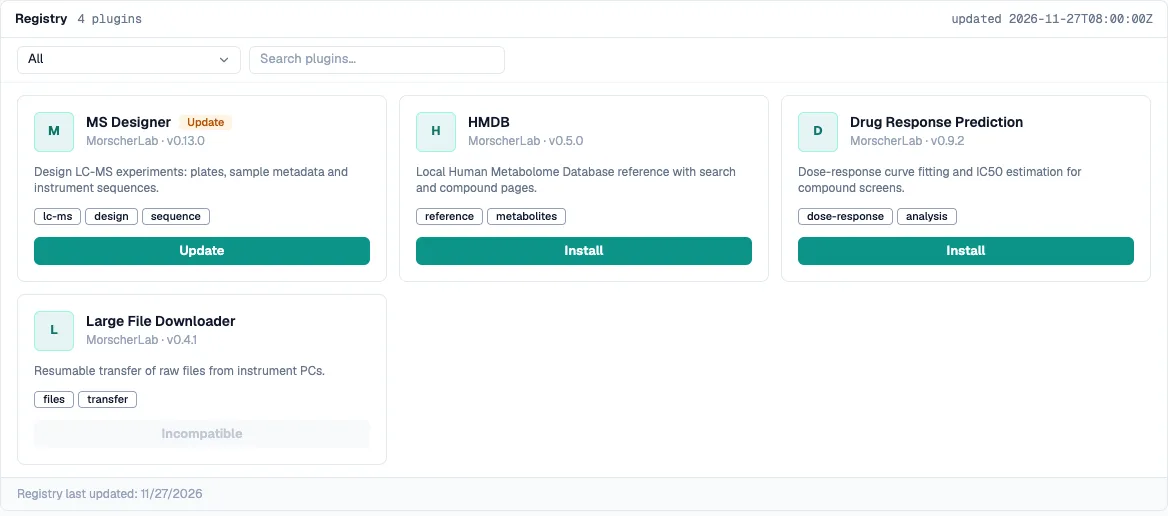 Registry 4 plugins
updated 2026-11-27T08:00:00Z
All
Search plugins...
M
MS Designer Update
MorscherLab · v0.13.0
Design LC-MS experiments: plates, sample metadata and
instrument sequences.
lc-ms design sequence
Update
H
HMDB
MorscherLab · v0.5.0
Local Human Metabolome Database reference with search
and compound pages.
reference metabolites
Install
D
Drug Response Prediction
MorscherLab · v0.9.2
Dose-response curve fitting and IC50 estimation for
compound screens.
dose-response analysis
Install
L
Large File Downloader
MorscherLab · v0.4.1
Resumable transfer of raw files from instrument PCs.
files transfer
Incompatible
Registry last updated: 11/27/2026